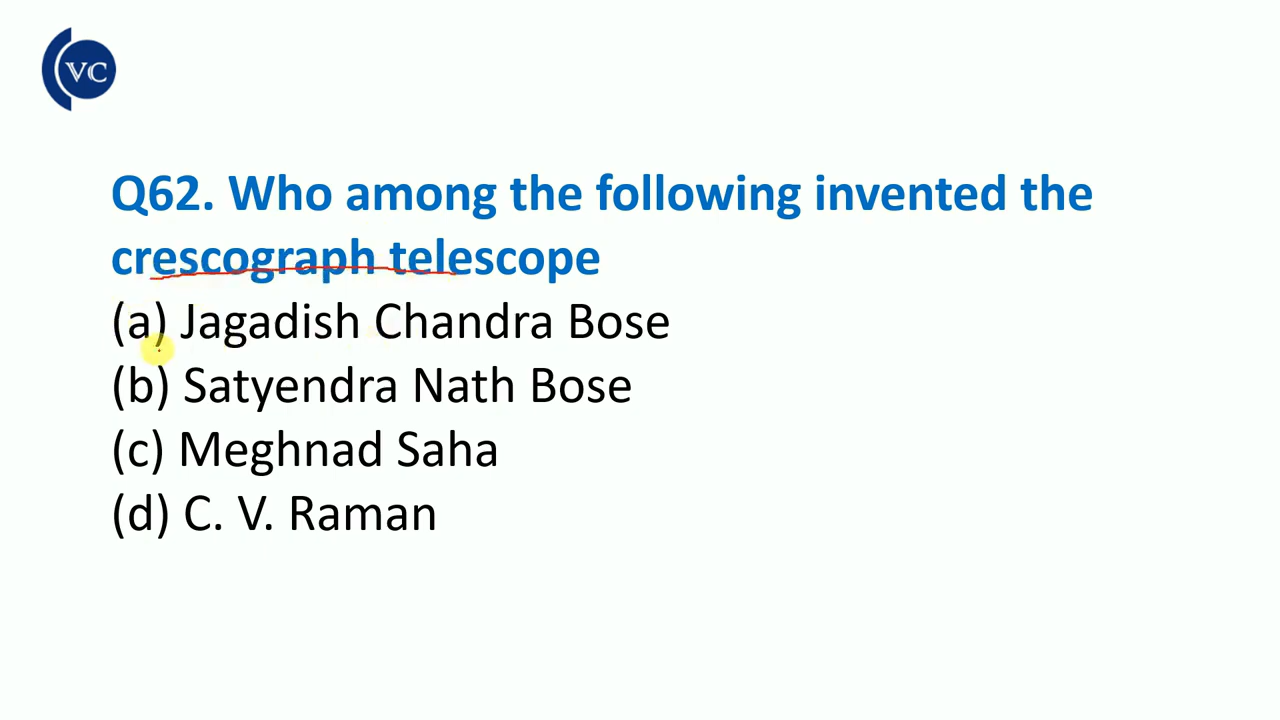 VC
Q62. Who among the following invented the
crescograph telescope
(a) Jagadish Chandra Bose
(b) Satyendra Nath Bose
(c) Meghnad Saha
(d) C. V. Raman